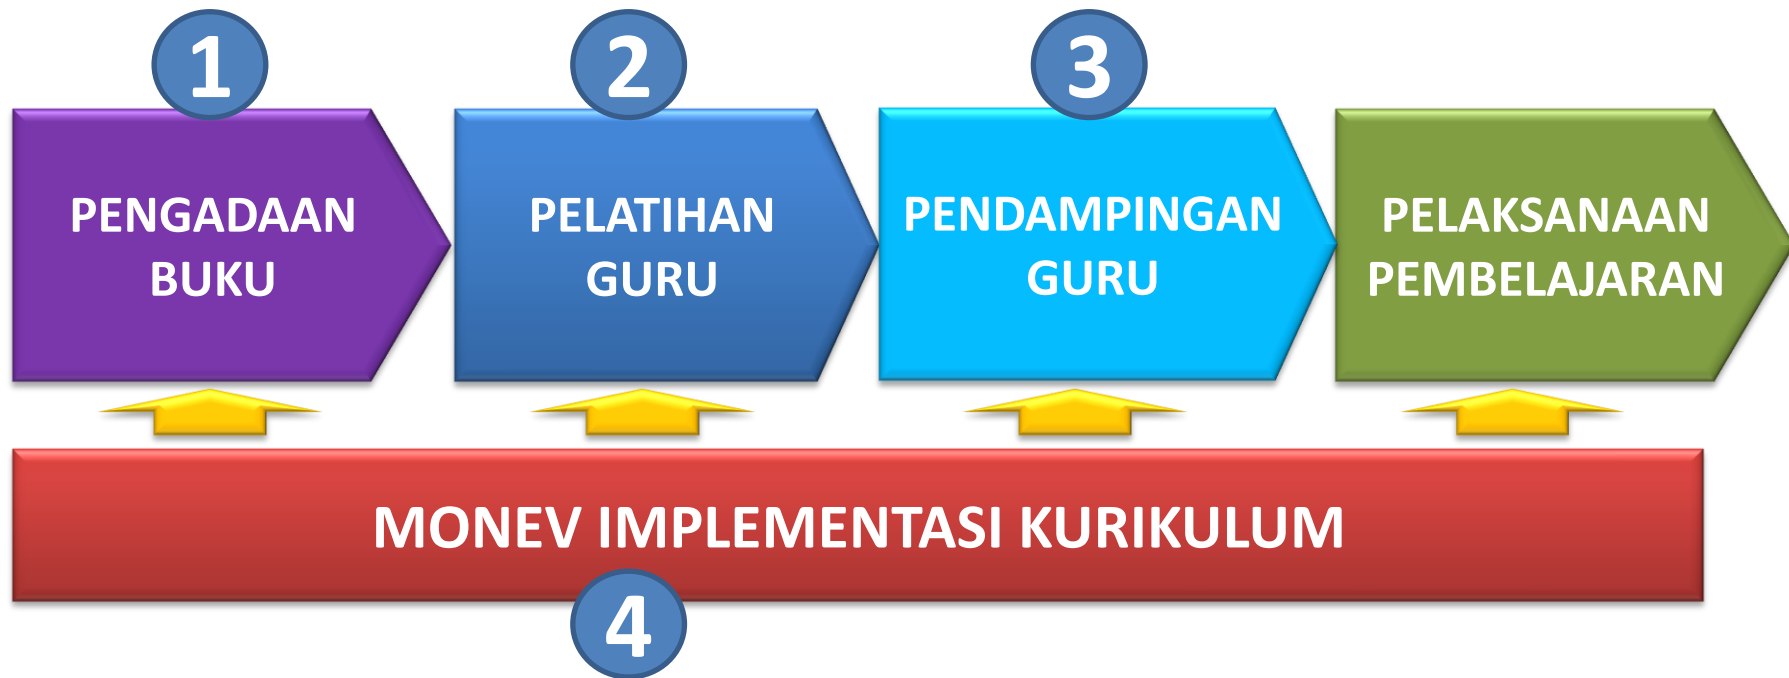 1
2
3
PENGADAAN
BUKU
PELATIHAN
GURU
PENDAMPINGAN
GURU
PELAKSANAAN
PEMBELAJARAN
MONEV IMPLEMENTASI KURIKULUM
4